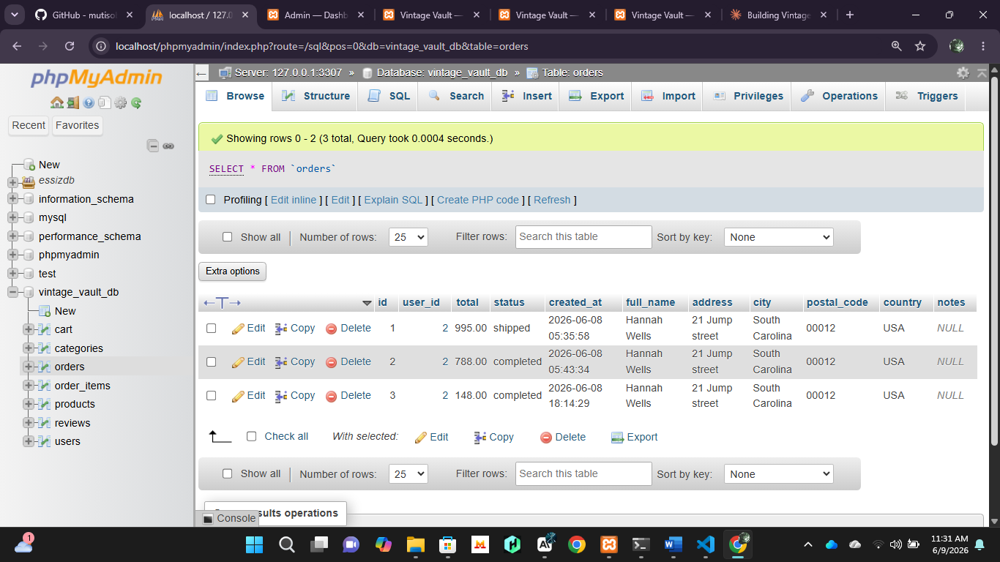 GitHub - mutisol
localhost / 127.0
Admin — Dashb
Vintage Vault —
Vintage Vault —
Vintage Vault —
Building Vintage
localhost/phpmyadmin/index.php?route=/sql&pos=0&db=vintage_vault_db&table=orders
phpMyAdmin
Recent Favorites
New
essizdb
information_schema
mysql
performance_schema
phpmyadmin
test
vintage_vault_db
New
cart
categories
orders
order_items
products
reviews
users
Server: 127.0.0.1:3307 » Database: vintage_vault_db » Table: orders
Browse Structure SQL Search Insert Export Import Privileges Operations Triggers
Showing rows 0 - 2 (3 total, Query took 0.0004 seconds.)
SELECT * FROM `orders`
Profiling [ Edit inline ] [ Edit ] [ Explain SQL ] [ Create PHP code ] [ Refresh ]
Show all Number of rows: 25 Filter rows: Search this table Sort by key: None
Extra options
id user_id total status created_at full_name address city postal_code country notes
Edit Copy Delete 1 2 995.00 shipped 2026-06-08 05:35:58 Hannah Wells 21 Jump street South Carolina 00012 USA NULL
Edit Copy Delete 2 2 788.00 completed 2026-06-08 05:43:34 Hannah Wells 21 Jump street South Carolina 00012 USA NULL
Edit Copy Delete 3 2 148.00 completed 2026-06-08 18:14:29 Hannah Wells 21 Jump street South Carolina 00012 USA NULL
Check all With selected: Edit Copy Delete Export
Show all Number of rows: 25 Filter rows: Search this table Sort by key: None
operations
Console
1
11:31 AM
6/9/2026